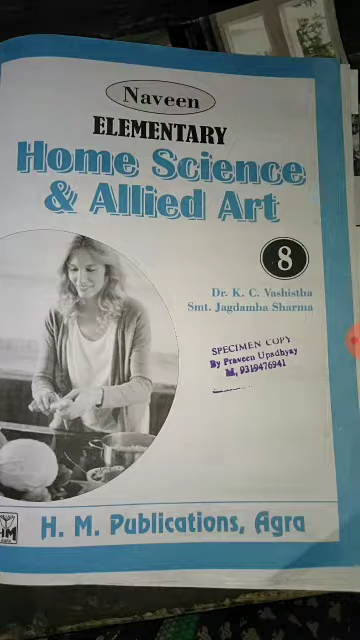 Naveen
ELEMENTARY
Home Science
& Allied Art
8
Dr. K. C. Vashistha
Smt. Jagdamba Sharma
SPECIMEN COPY
By Praveen Upadhyay
M, 9319476941
HM
H. M. Publications, Agra